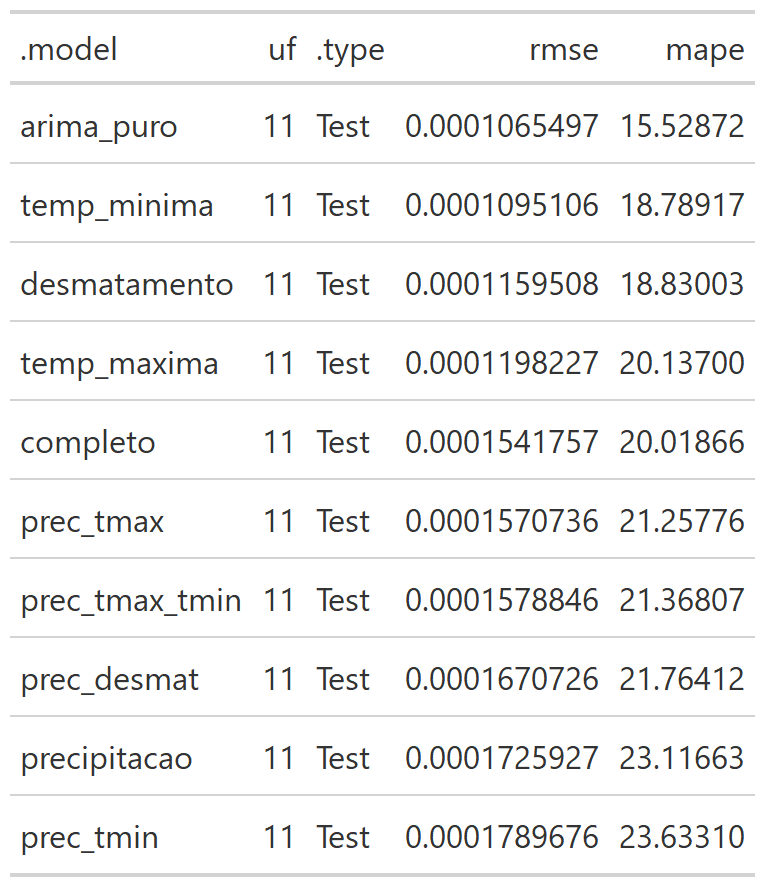 .model uf .type rmse mape
arima_puro 11 Test 0.0001065497 15.52872
temp_minima 11 Test 0.0001095106 18.78917
desmatamento 11 Test 0.0001159508 18.83003
temp_maxima 11 Test 0.0001198227 20.13700
completo 11 Test 0.0001541757 20.01866
prec_tmax 11 Test 0.0001570736 21.25776
prec_tmax_tmin 11 Test 0.0001578846 21.36807
prec_desmat 11 Test 0.0001670726 21.76412
precipitacao 11 Test 0.0001725927 23.11663
prec_tmin 11 Test 0.0001789676 23.63310